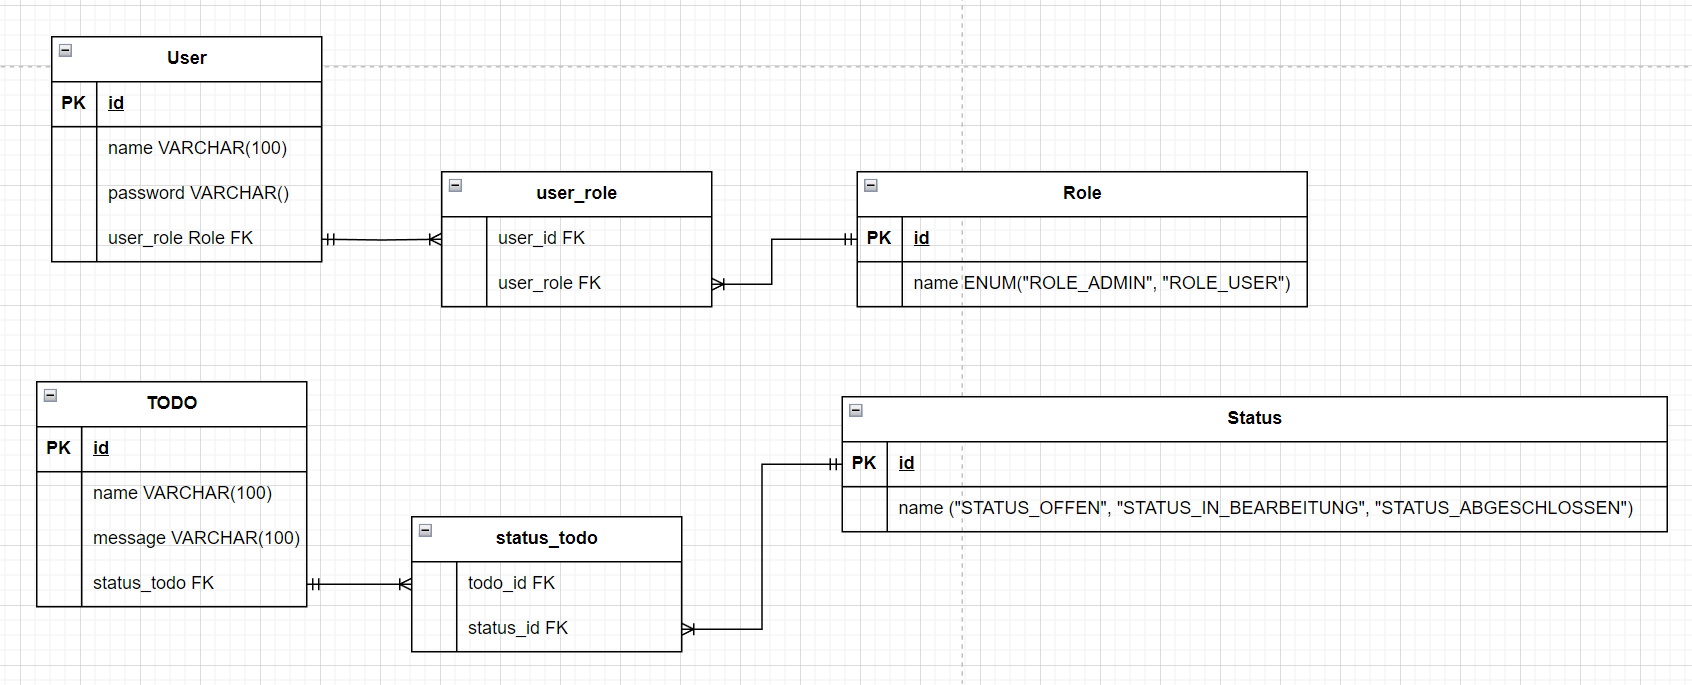 User
PK id
name VARCHAR(100)
password VARCHAR()
user_role Role FK
user_role
user_id FK
user_role FK
Role
PK id
name ENUM("ROLE_ADMIN", "ROLE_USER")
TODO
PK id
name VARCHAR(100)
message VARCHAR(100)
status_todo FK
status_todo
todo_id FK
status_id FK
Status
PK id
name ("STATUS_OFFEN", "STATUS_IN_BEARBEITUNG", "STATUS_ABGESCHLOSSEN")